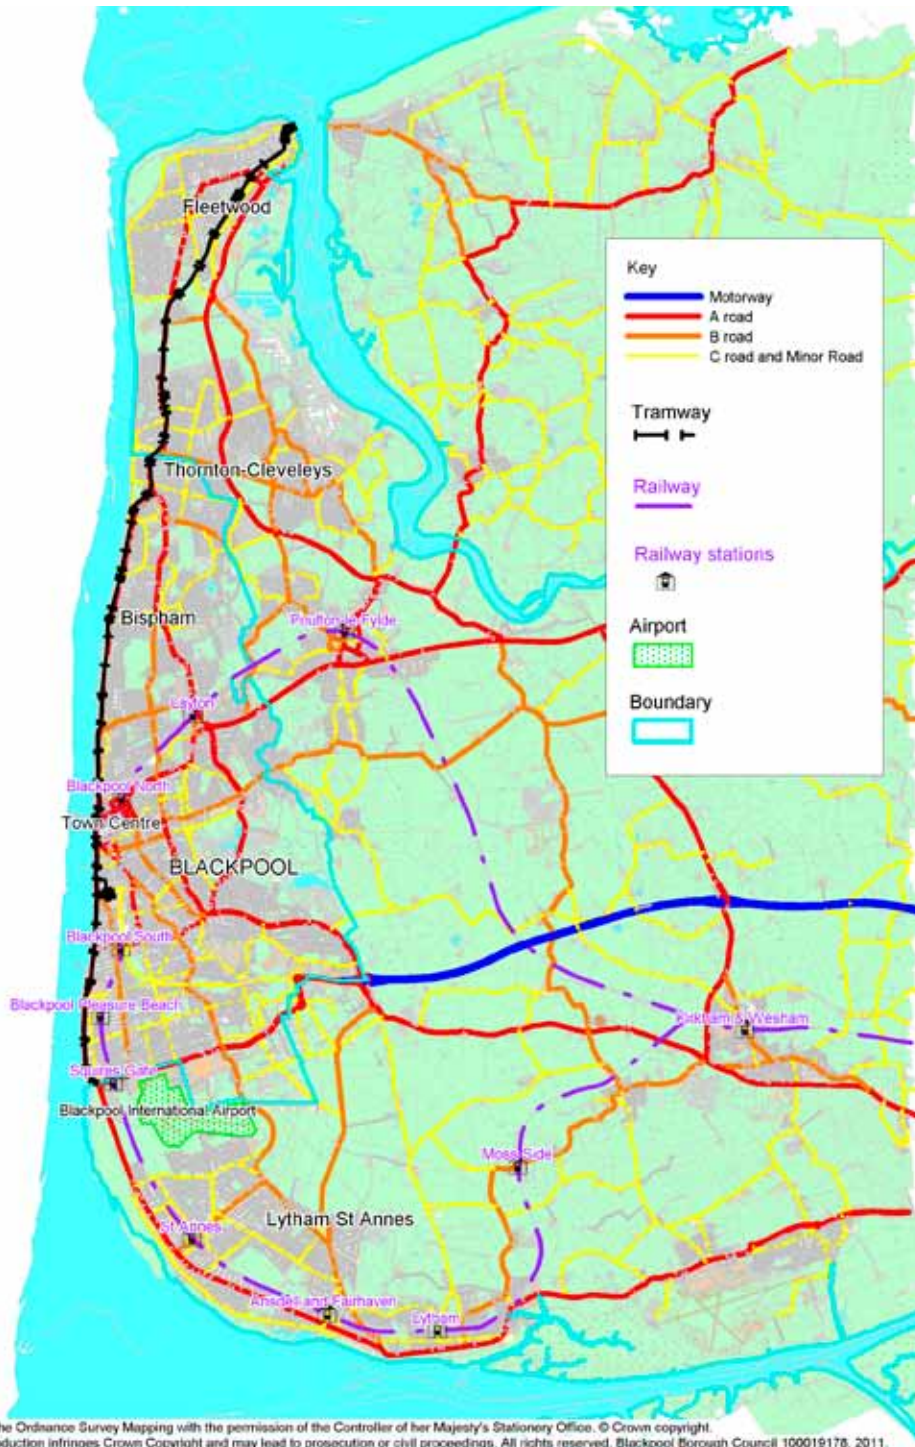 Fleetwood
Key
Motorway
A road
B road
C road and Minor Road
Tramway
Thornton-Cleveleys
Railway
Railway stations
Bispham
Poulton-le-Fylde
Airport
Layton
Boundary
Blackpool North
Town Centre
BLACKPOOL
Blackpool South
Blackpool Pleasure Beach
Kirkham & Wesham
Squires Gate
Blackpool International Airport
Moss Side
Lytham St Annes
St Annes
Ansdell and Fairhaven
Lytham
he Ordnance Survey Mapping with the permission of the Controller of her Majesty's Stationery Office. © Crown copyright.
duction infringes Crown Copyright and may lead to prosecution or civil proceedings. All rights reserved. Blackpool Borough Council 100019178. 2011.